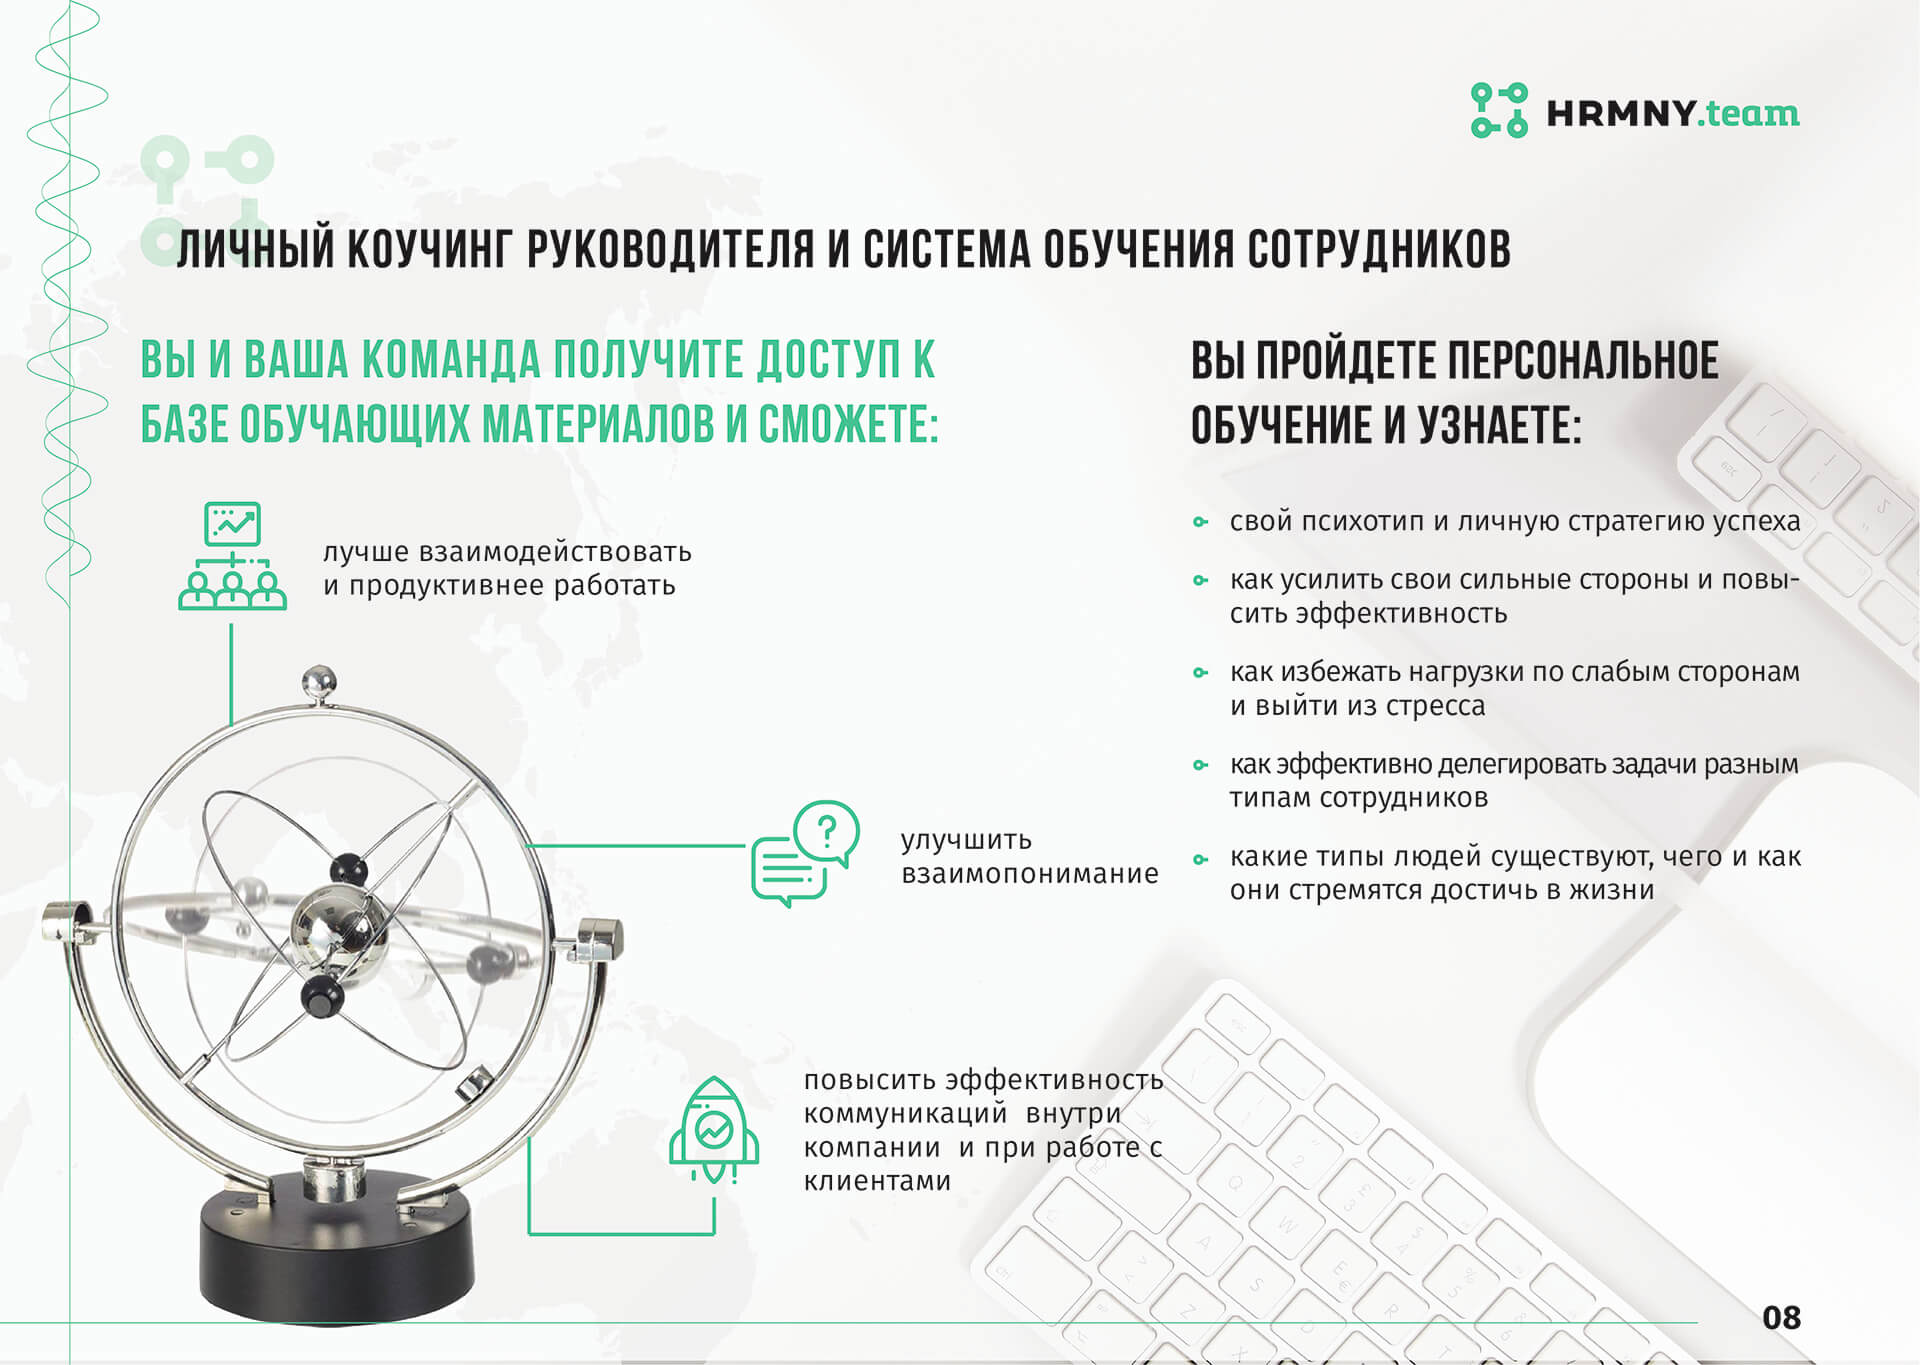 HRMNY.team
ЛИЧНЫЙ КОУЧИНГ РУКОВОДИТЕЛЯ И СИСТЕМА ОБУЧЕНИЯ СОТРУДНИКОВ
ВЫ И ВАША КОМАНДА ПОЛУЧИТЕ ДОСТУП К
БАЗЕ ОБУЧАЮЩИХ МАТЕРИАЛОВ И СМОЖЕТЕ:
лучше взаимодействовать
и продуктивнее работать
улучшить
взаимопонимание
повысить эффективность
коммуникаций внутри
компании и при работе с
клиентами
ВЫ ПРОЙДЕТЕ ПЕРСОНАЛЬНОЕ
ОБУЧЕНИЕ И УЗНАЕТЕ:
свой психотип и личную стратегию успеха
как усилить свои сильные стороны и повы-
сить эффективность
как избежать нагрузки по слабым сторонам
и выйти из стресса
как эффективно делегировать задачи разным
типам сотрудников
какие типы людей существуют, чего и как
они стремятся достичь в жизни
08